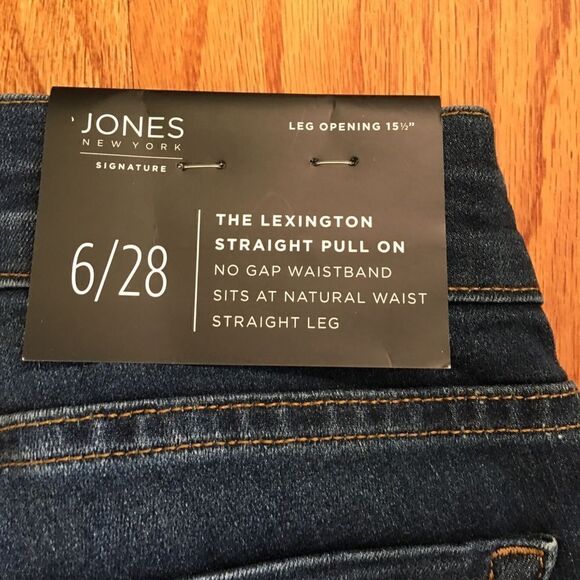 JONES
NEW YORK
SIGNATURE
LEG OPENING 15½"
6/28
THE LEXINGTON
STRAIGHT PULL ON
NO GAP WAISTBAND
SITS AT NATURAL WAIST
STRAIGHT LEG